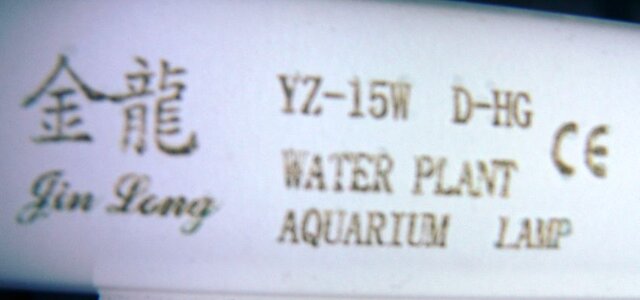 金龍
Jin Long
YZ-15W D-HG
WATER PLANT
AQUARIUM LAMP
CE